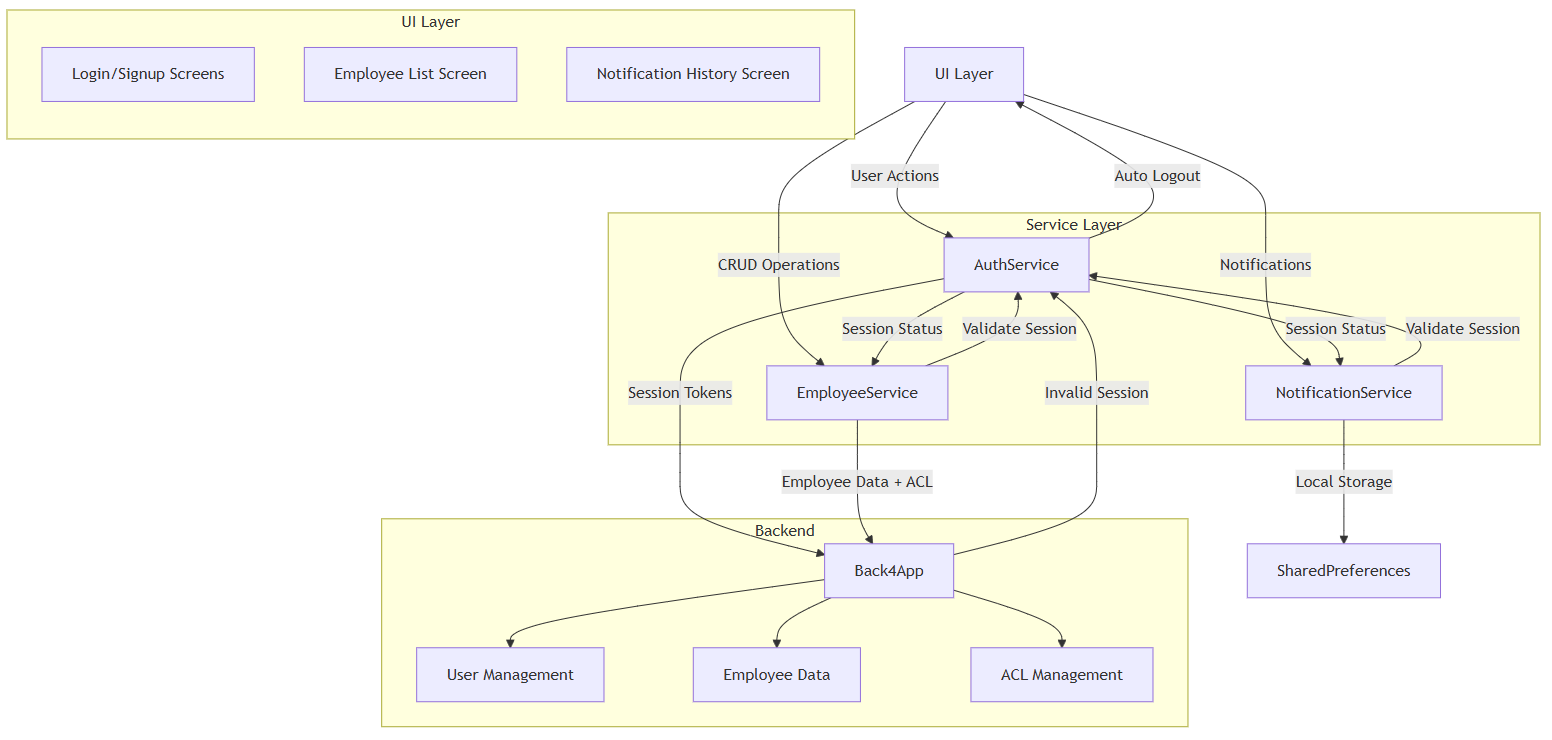 UI Layer
Login/Signup Screens
Employee List Screen
Notification History Screen
UI Layer
User Actions
Auto Logout
Service Layer
CRUD Operations
AuthService
Notifications
Session Status
Validate Session
Session Status
Validate Session
Session Tokens
EmployeeService
Invalid Session
NotificationService
Employee Data + ACL
Local Storage
Backend
Back4App
SharedPreferences
User Management
Employee Data
ACL Management